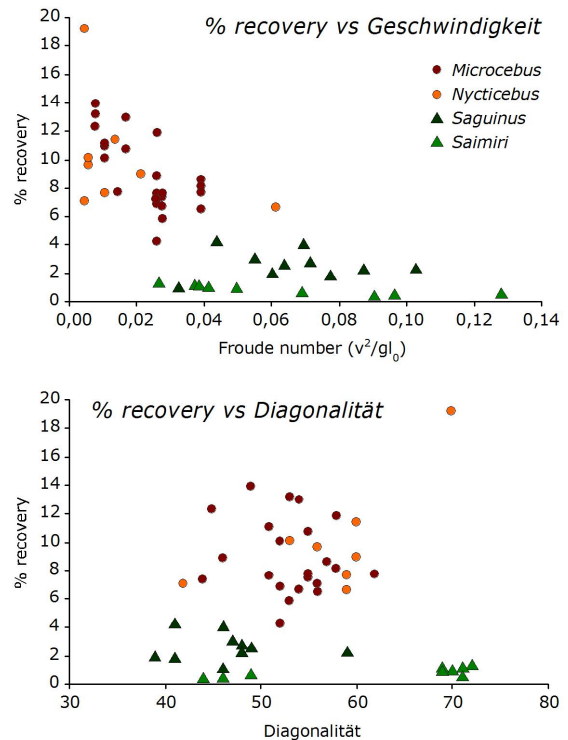 % recovery vs Geschwindigkeit
20
18
16
14
12
10
8
6
4
2
0
% recovery
Microcebus
Nycticebus
Saguinus
Saimiri
0,00 0,02 0,04 0,06 0,08 0,10 0,12 0,14
Froude number (v²/gl₀)
% recovery vs Diagonalität
20
18
16
14
12
10
8
6
4
2
0
% recovery
30 40 50 60 70 80
Diagonalität